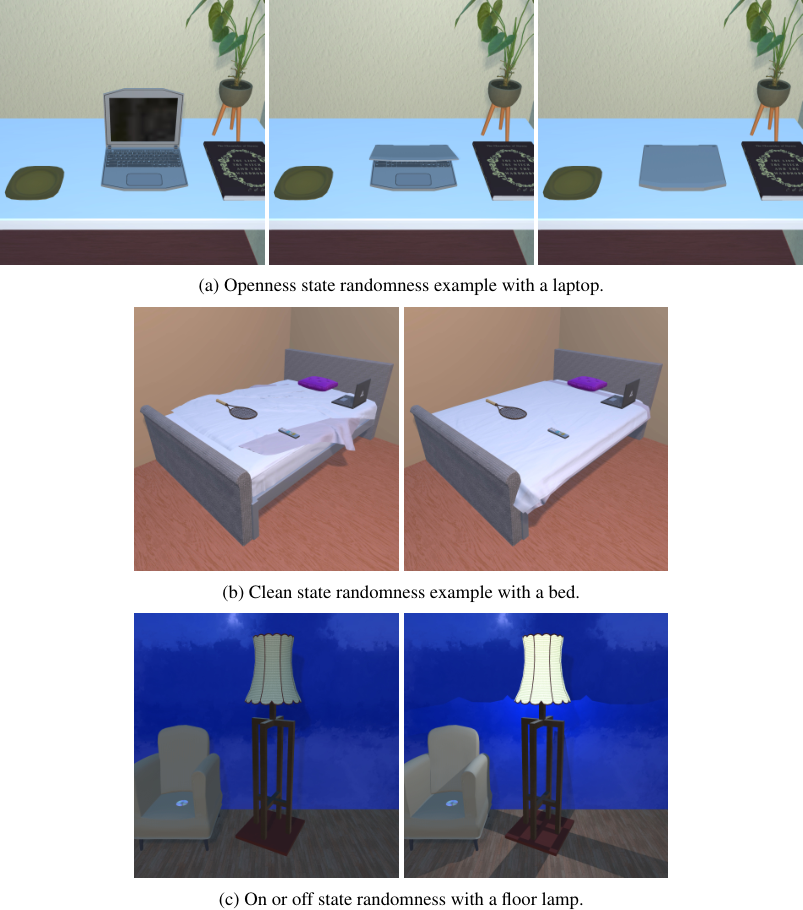 (a) Openness state randomness example with a laptop.
(b) Clean state randomness example with a bed.
(c) On or off state randomness with a floor lamp.